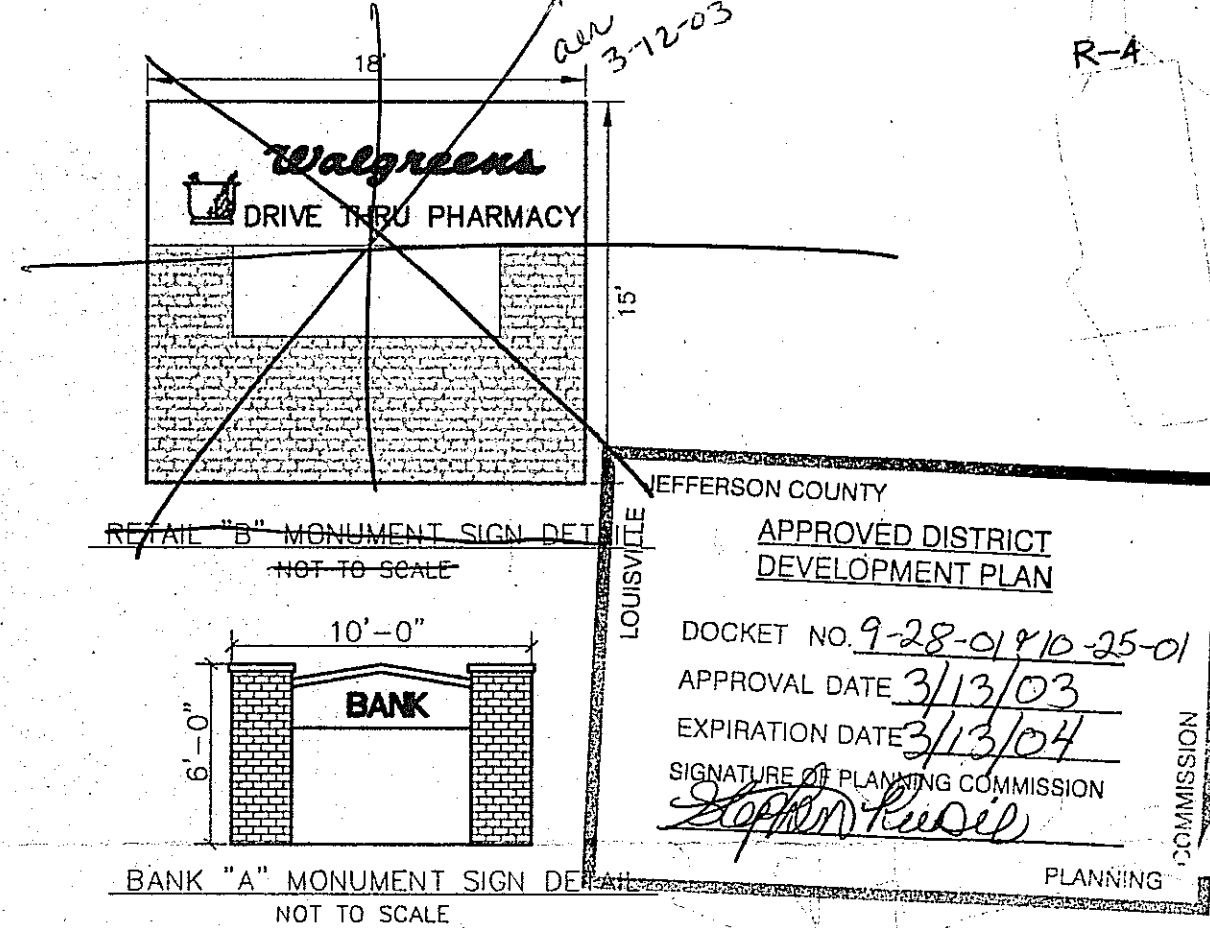 aer
3-12-03
R-4
18'
Walgreens
DRIVE THRU PHARMACY
15'
RETAIL "B" MONUMENT SIGN
NOT TO SCALE
10'-0"
BANK
6'-0"
BANK "A" MONUMENT SIGN DETAIL
NOT TO SCALE
LOUISVILLE
JEFFERSON COUNTY
APPROVED DISTRICT
DEVELOPMENT PLAN
DOCKET NO. 9-28-01 & 10-25-01
APPROVAL DATE 3/13/03
EXPIRATION DATE 3/13/04
SIGNATURE OF PLANNING COMMISSION
PLANNING
COMMISSION